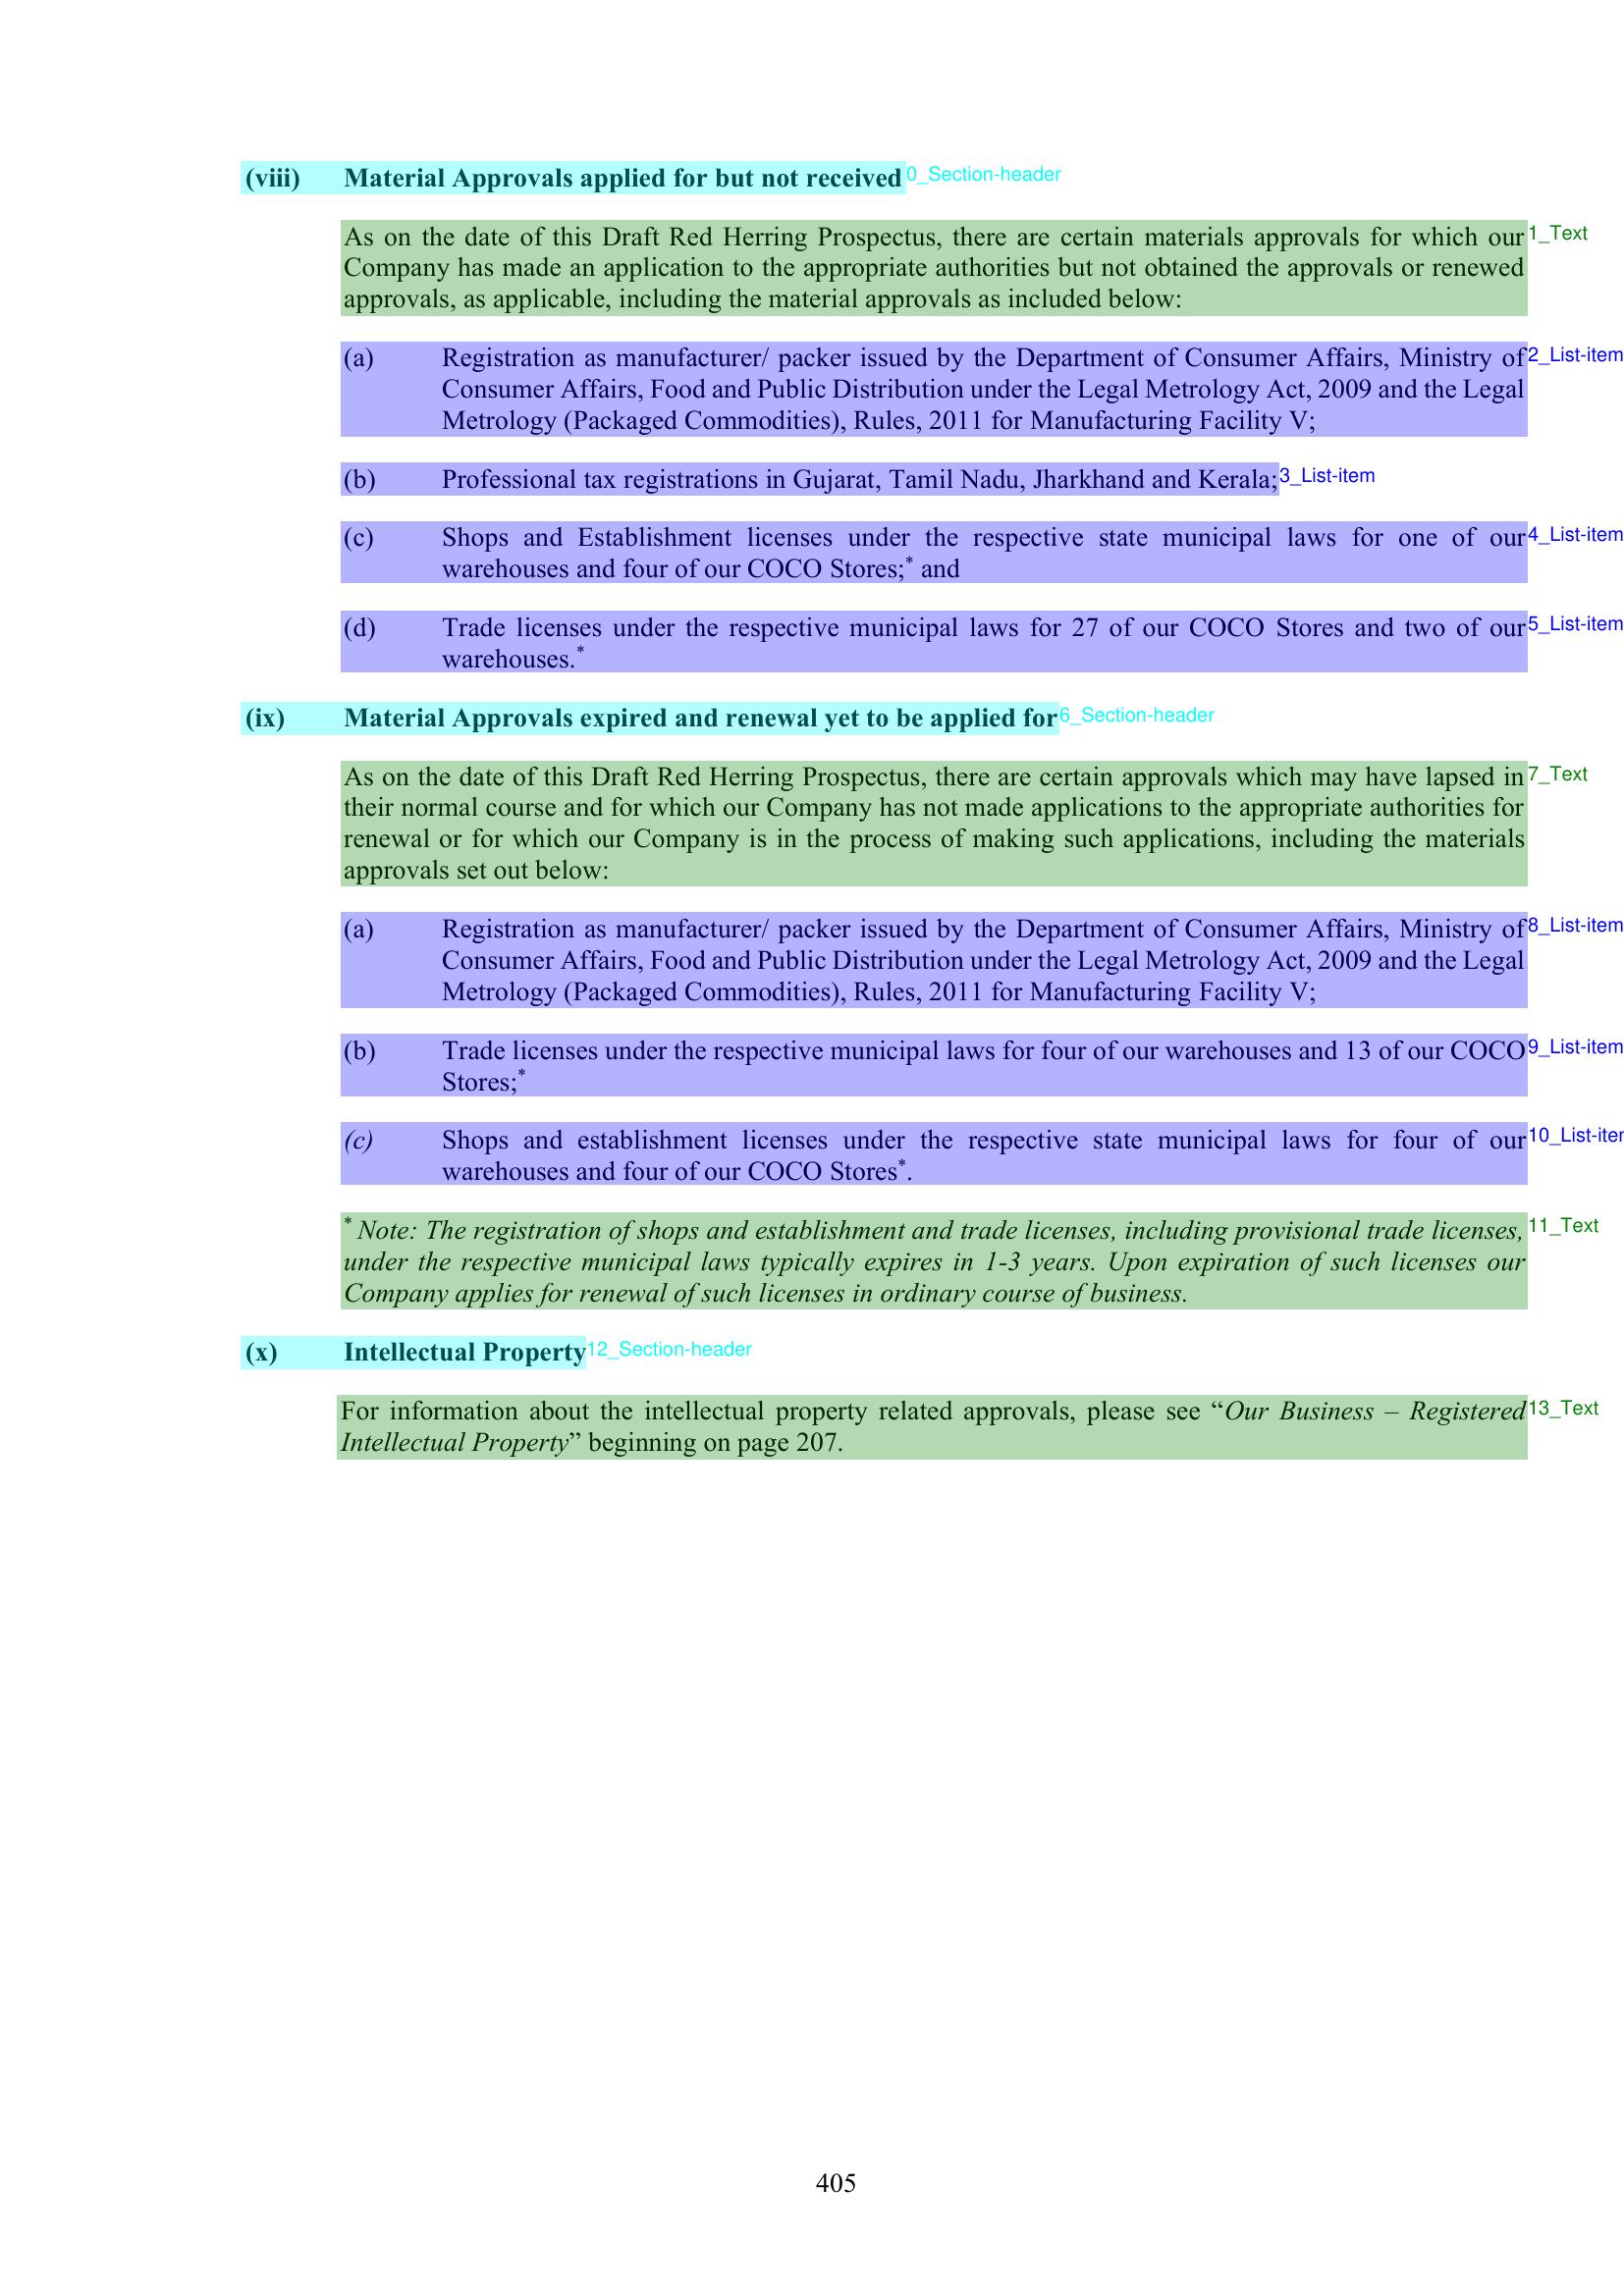 (viii) Material Approvals applied for but not received 0_Section-header
As on the date of this Draft Red Herring Prospectus, there are certain materials approvals for which our 1_Text
Company has made an application to the appropriate authorities but not obtained the approvals or renewed
approvals, as applicable, including the material approvals as included below:
(a) Registration as manufacturer/ packer issued by the Department of Consumer Affairs, Ministry of 2_List-item
Consumer Affairs, Food and Public Distribution under the Legal Metrology Act, 2009 and the Legal
Metrology (Packaged Commodities), Rules, 2011 for Manufacturing Facility V;
(b) Professional tax registrations in Gujarat, Tamil Nadu, Jharkhand and Kerala; 3_List-item
(c) Shops and Establishment licenses under the respective state municipal laws for one of our 4_List-item
warehouses and four of our COCO Stores;* and
(d) Trade licenses under the respective municipal laws for 27 of our COCO Stores and two of our 5_List-item
warehouses.*
(ix) Material Approvals expired and renewal yet to be applied for 6_Section-header
As on the date of this Draft Red Herring Prospectus, there are certain approvals which may have lapsed in 7_Text
their normal course and for which our Company has not made applications to the appropriate authorities for
renewal or for which our Company is in the process of making such applications, including the materials
approvals set out below:
(a) Registration as manufacturer/ packer issued by the Department of Consumer Affairs, Ministry of 8_List-item
Consumer Affairs, Food and Public Distribution under the Legal Metrology Act, 2009 and the Legal
Metrology (Packaged Commodities), Rules, 2011 for Manufacturing Facility V;
(b) Trade licenses under the respective municipal laws for four of our warehouses and 13 of our COCO 9_List-item
Stores;*
(c) Shops and establishment licenses under the respective state municipal laws for four of our 10_List-iter
warehouses and four of our COCO Stores*.
* Note: The registration of shops and establishment and trade licenses, including provisional trade licenses, 11_Text
under the respective municipal laws typically expires in 1-3 years. Upon expiration of such licenses our
Company applies for renewal of such licenses in ordinary course of business.
(x) Intellectual Property 12_Section-header
For information about the intellectual property related approvals, please see “Our Business – Registered 13_Text
Intellectual Property” beginning on page 207.
405